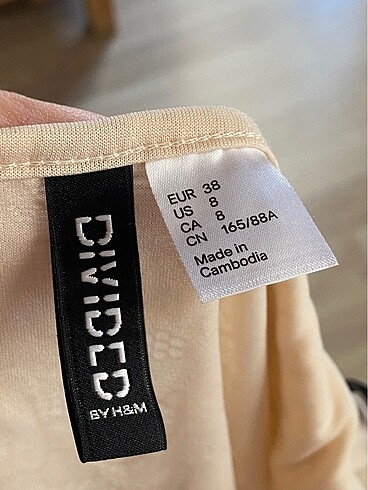 EUR 38
US 8
CA 8
CN 165/88A
Made in
Cambodia
DIVIDED
BY H&M